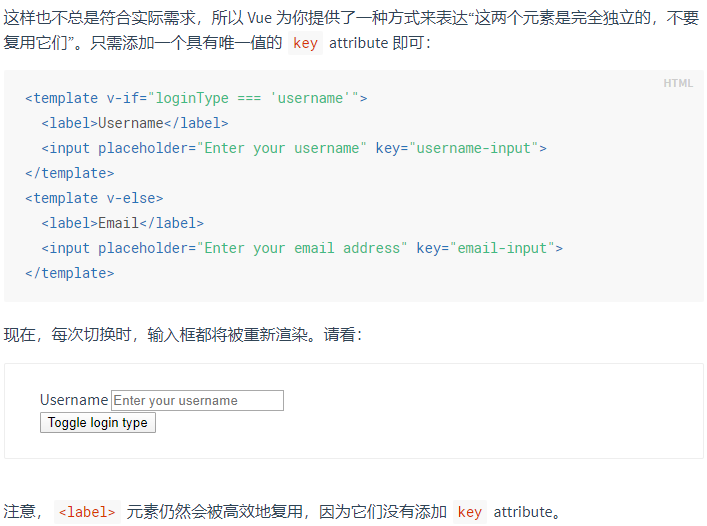 这样也不总是符合实际需求，所以 Vue 为你提供了一种方式来表达“这两个元素是完全独立的，不要
复用它们”。只需添加一个具有唯一值的 key attribute 即可：
HTML
<template v-if="loginType === 'username'">
  <label>Username</label>
  <input placeholder="Enter your username" key="username-input">
</template>
<template v-else>
  <label>Email</label>
  <input placeholder="Enter your email address" key="email-input">
</template>
现在，每次切换时，输入框都将被重新渲染。请看：
Username Enter your username
Toggle login type
注意， <label> 元素仍然会被高效地复用，因为它们没有添加 key attribute。